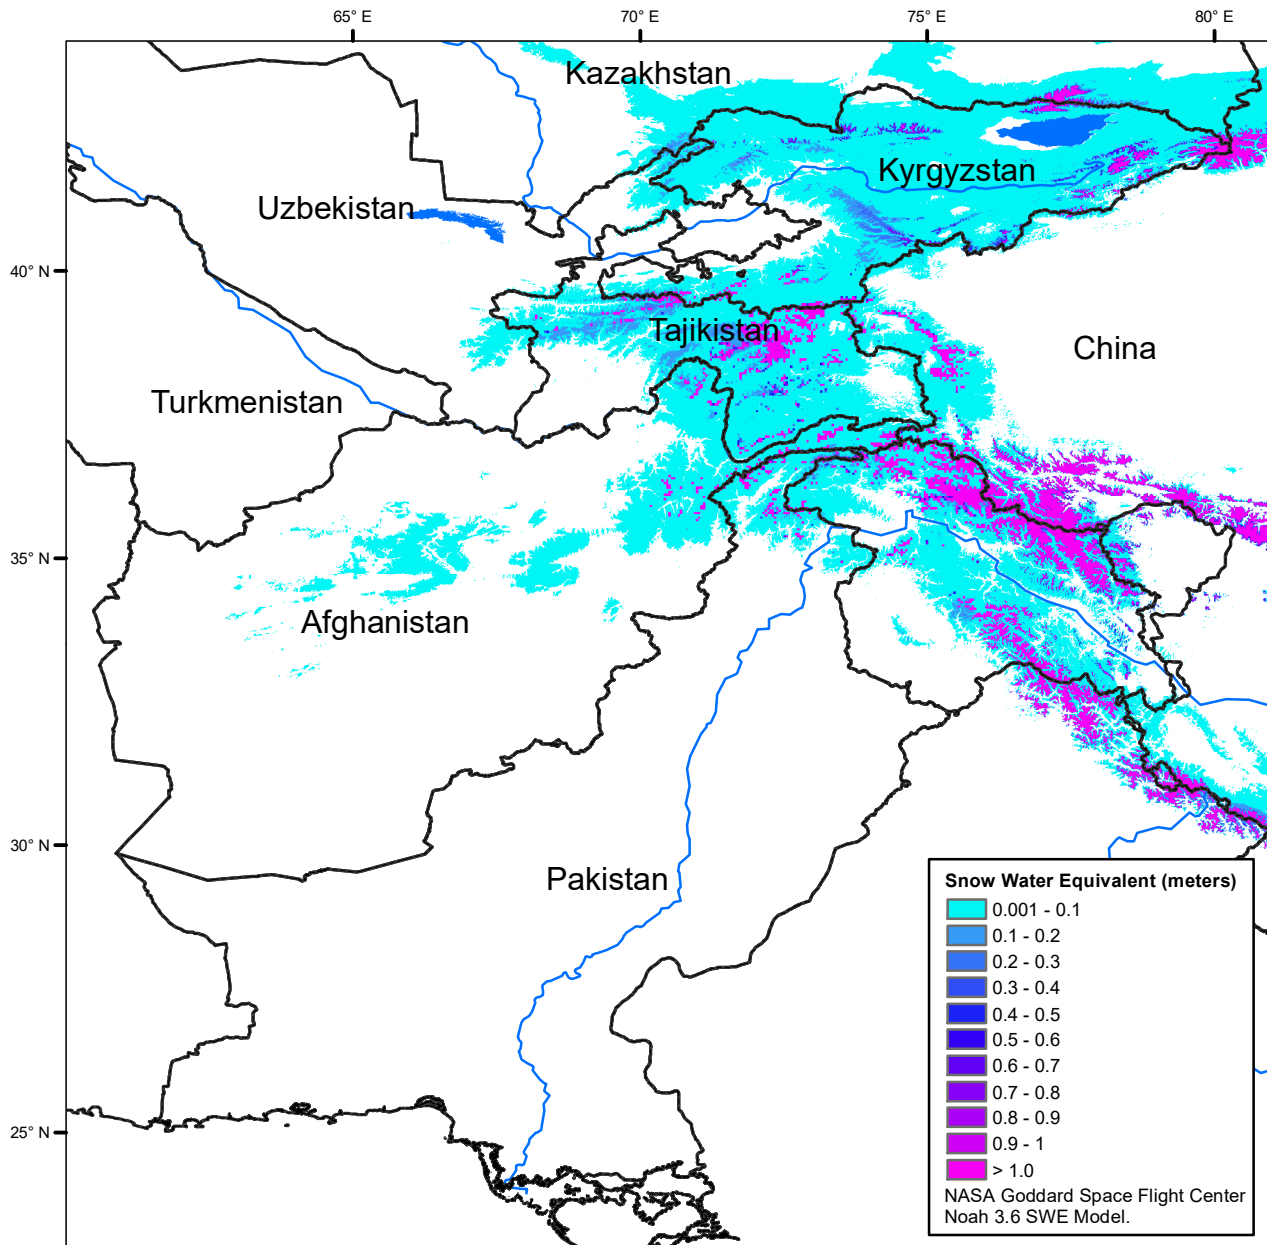 65° E
70° E
75° E
80° E
Kazakhstan
Kyrgyzstan
Uzbekistan
40° N
Tajikistan
China
Turkmenistan
35° N
Afghanistan
30° N
Pakistan
25° N
Snow Water Equivalent (meters)
0.001 - 0.1
0.1 - 0.2
0.2 - 0.3
0.3 - 0.4
0.4 - 0.5
0.5 - 0.6
0.6 - 0.7
0.7 - 0.8
0.8 - 0.9
0.9 - 1
> 1.0
NASA Goddard Space Flight Center
Noah 3.6 SWE Model.